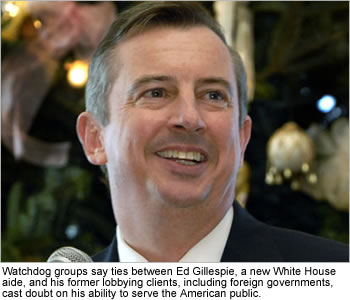 Watchdog groups say ties between Ed Gillespie, a new White House
aide, and his former lobbying clients, including foreign governments,
cast doubt on his ability to serve the American public.